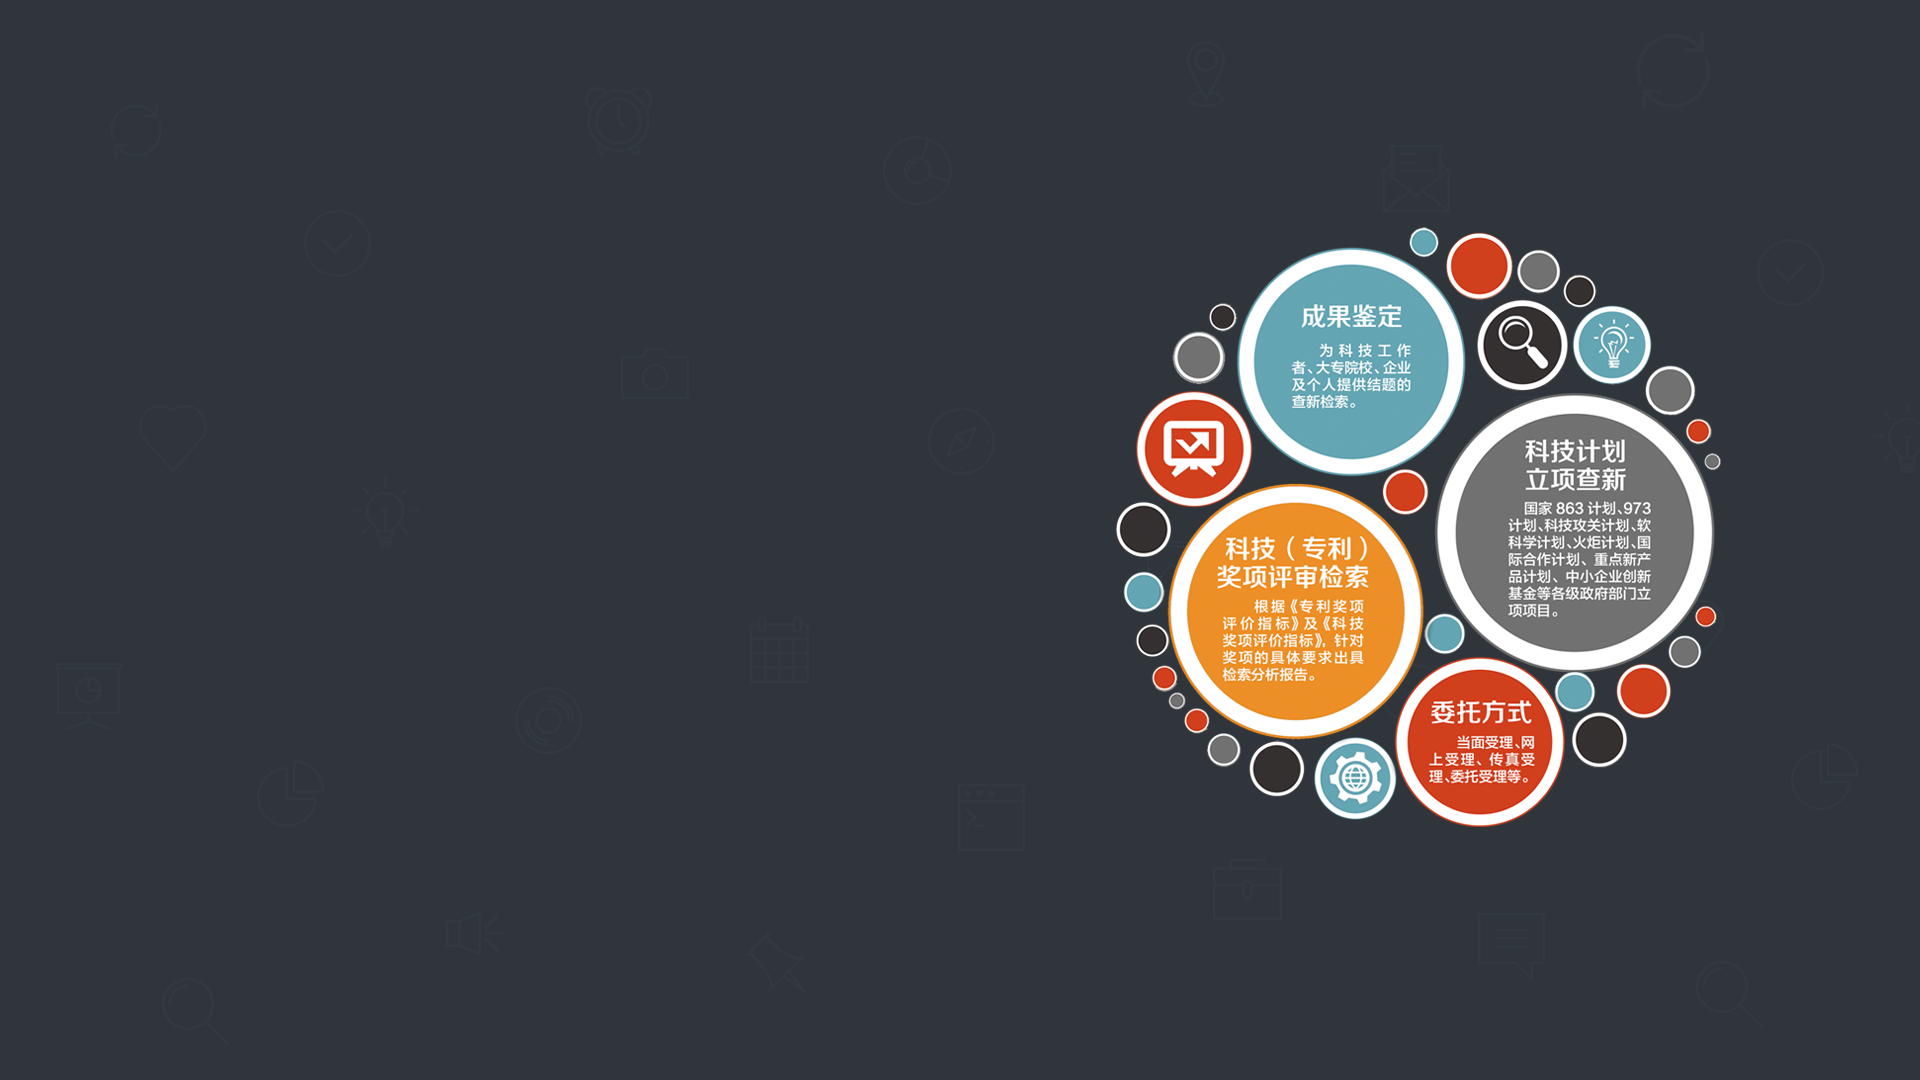 成果鉴定
为科技工作
者、大专院校、企业
及个人提供结题的
查新检索。
科技计划
立项查新
国家 863 计划、973
计划、科技攻关计划、软
科学计划、火炬计划、国
际合作计划、重点新产
品计划、中小企业创新
基金等各级政府部门立
项项目。
科技（专利）
奖项评审检索
根据《专利奖项
评价指标》及《科技
奖项评价指标》，针对
奖项的具体要求出具
检索分析报告。
委托方式
当面受理、网
上受理、传真受
理、委托受理等。